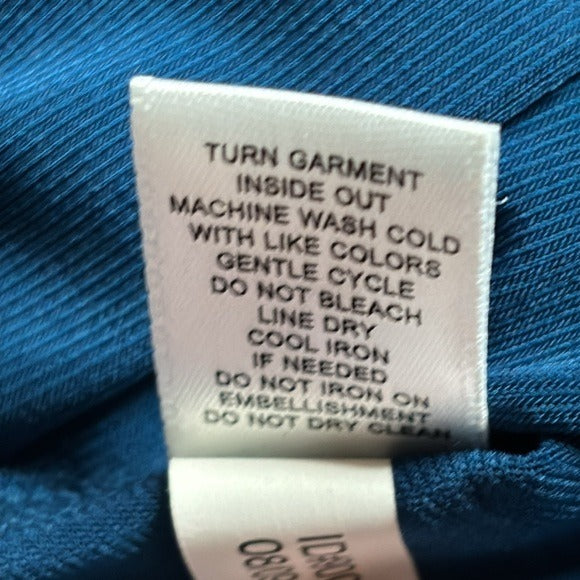 TURN GARMENT
INSIDE OUT
MACHINE WASH COLD
WITH LIKE COLORS
GENTLE CYCLE
DO NOT BLEACH
LINE DRY
COOL IRON
IF NEEDED
DO NOT IRON ON
EMBELLISHMENT
DO NOT DRY CLEAN